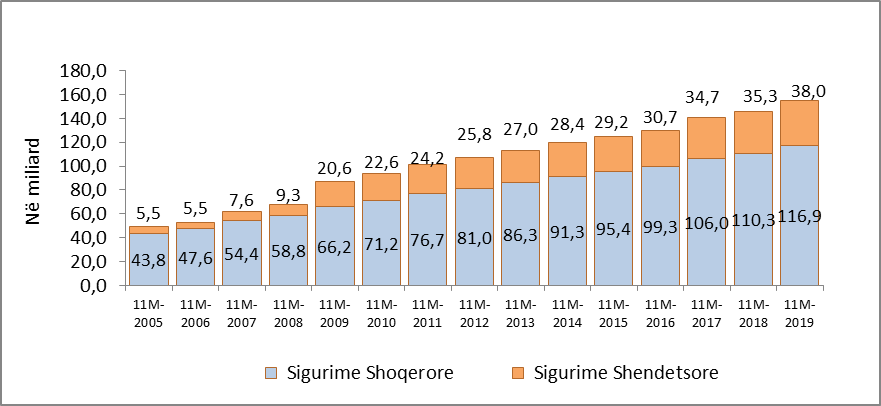 Në miliard
180,0
160,0
140,0
120,0
100,0
80,0
60,0
40,0
20,0
0,0
5,5 5,5 7,6 9,3 20,6 22,6 24,2 25,8 27,0 28,4 29,2 30,7 34,7 35,3 38,0
43,8 47,6 54,4 58,8 66,2 71,2 76,7 81,0 86,3 91,3 95,4 99,3 106,0 110,3 116,9
11M- 11M- 11M- 11M- 11M- 11M- 11M- 11M- 11M- 11M- 11M- 11M- 11M- 11M- 11M-
2005 2006 2007 2008 2009 2010 2011 2012 2013 2014 2015 2016 2017 2018 2019
Sigurime Shoqerore Sigurime Shendetsore